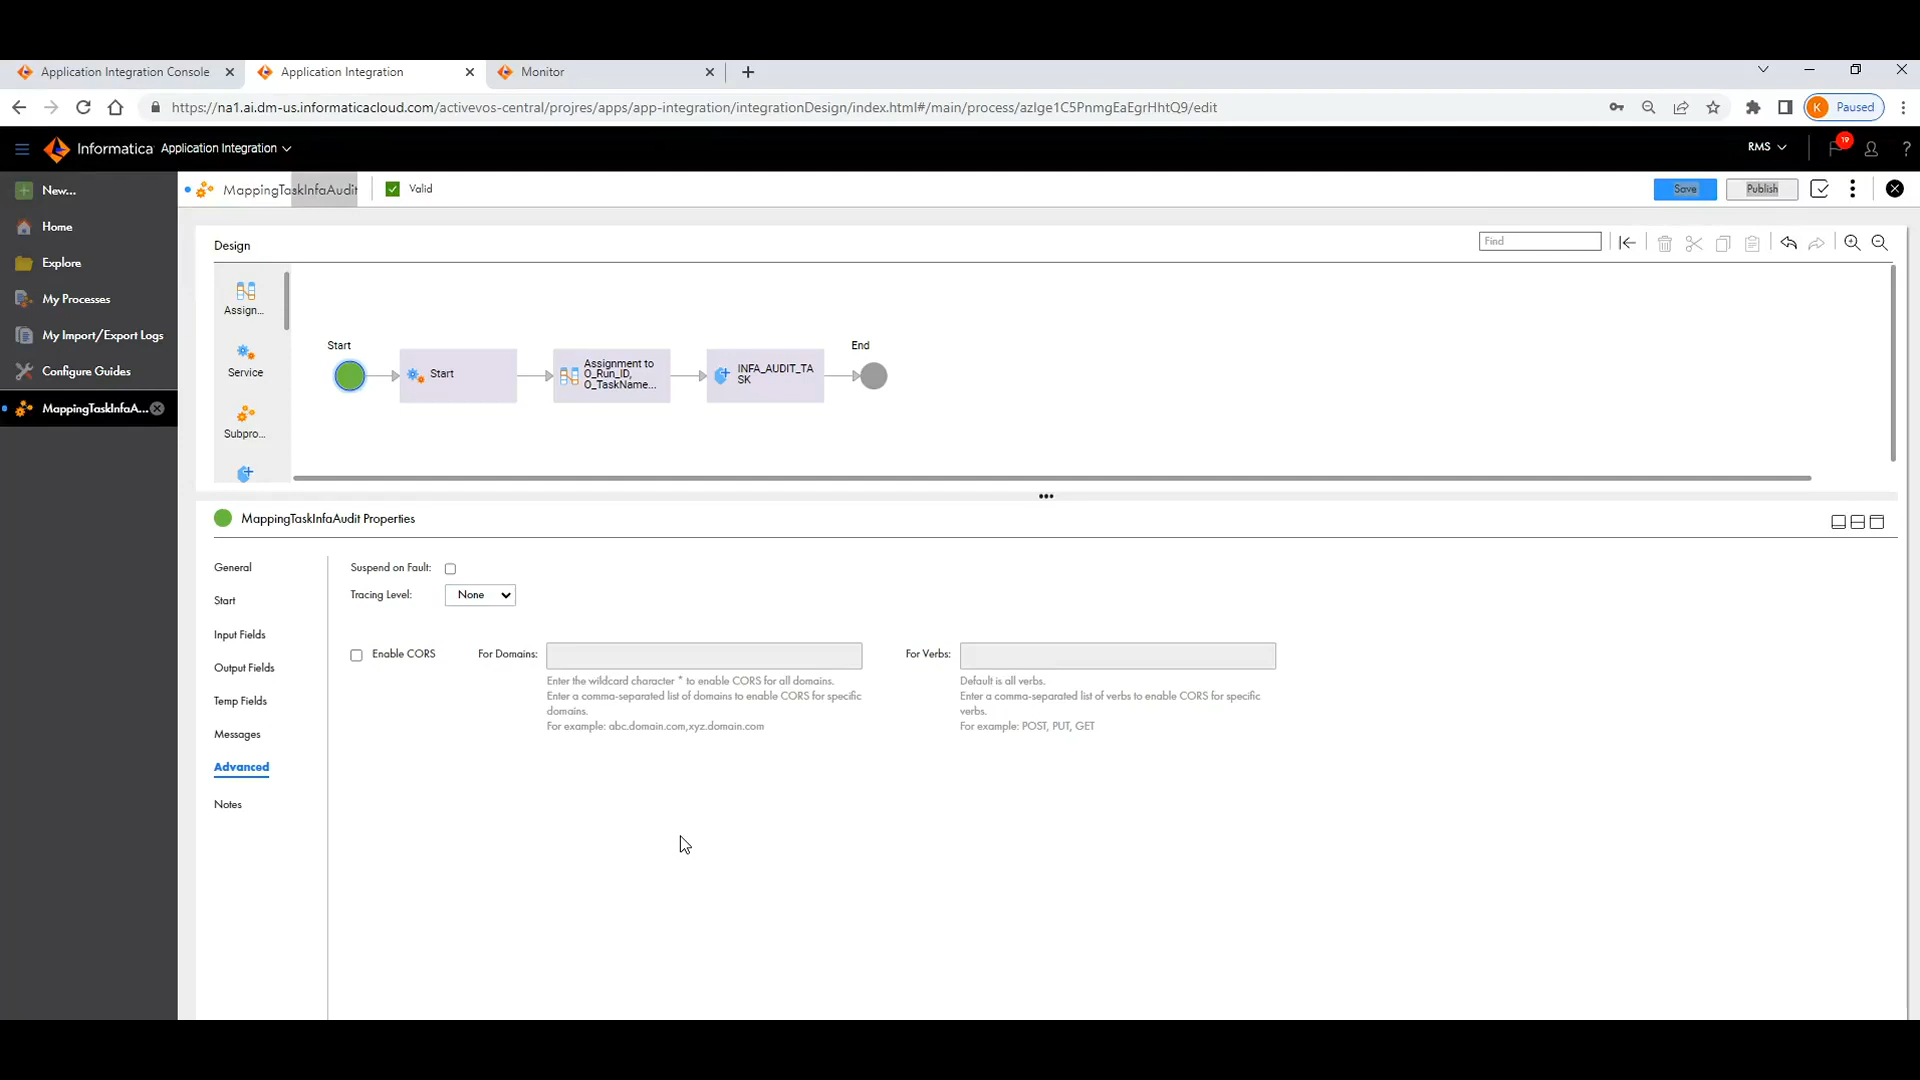 Application Integration Console
Application Integration
Monitor
https://na1.ai.dm-us.informaticacloud.com/activevos-central/projres/apps/app-integration/integrationDesign/index.html#/main/process/azlge1C5PnmgEaEgrHhtQ9/edit
K Paused
Informatica Application Integration
RMS
19
?
New...
Home
Explore
My Processes
My Import/Export Logs
Configure Guides
MappingTaskInfaA...
MappingTaskInfaAudit
Valid
Save
Publish
Design
Find
Assign...
Service
Subpro...
Start
Start
Assignment to
O_Run_ID,
O_TaskName...
INFA_AUDIT_TA
SK
End
MappingTaskInfaAudit Properties
General
Start
Input Fields
Output Fields
Temp Fields
Messages
Advanced
Notes
Suspend on Fault:
Tracing Level: None
Enable CORS
For Domains:
Enter the wildcard character * to enable CORS for all domains.
Enter a comma-separated list of domains to enable CORS for specific
domains.
For example: abc.domain.com,xyz.domain.com
For Verbs:
Default is all verbs.
Enter a comma-separated list of verbs to enable CORS for specific
verbs.
For example: POST, PUT, GET